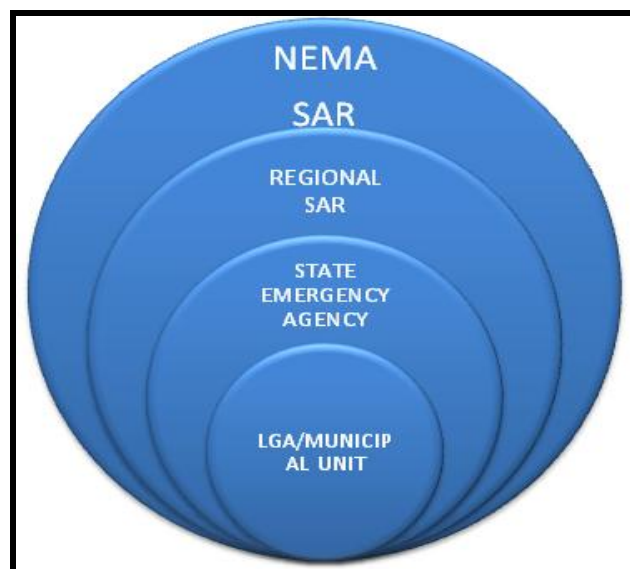 NEMA
SAR
REGIONAL
SAR
STATE
EMERGENCY
AGENCY
LGA/MUNICIP
AL UNIT